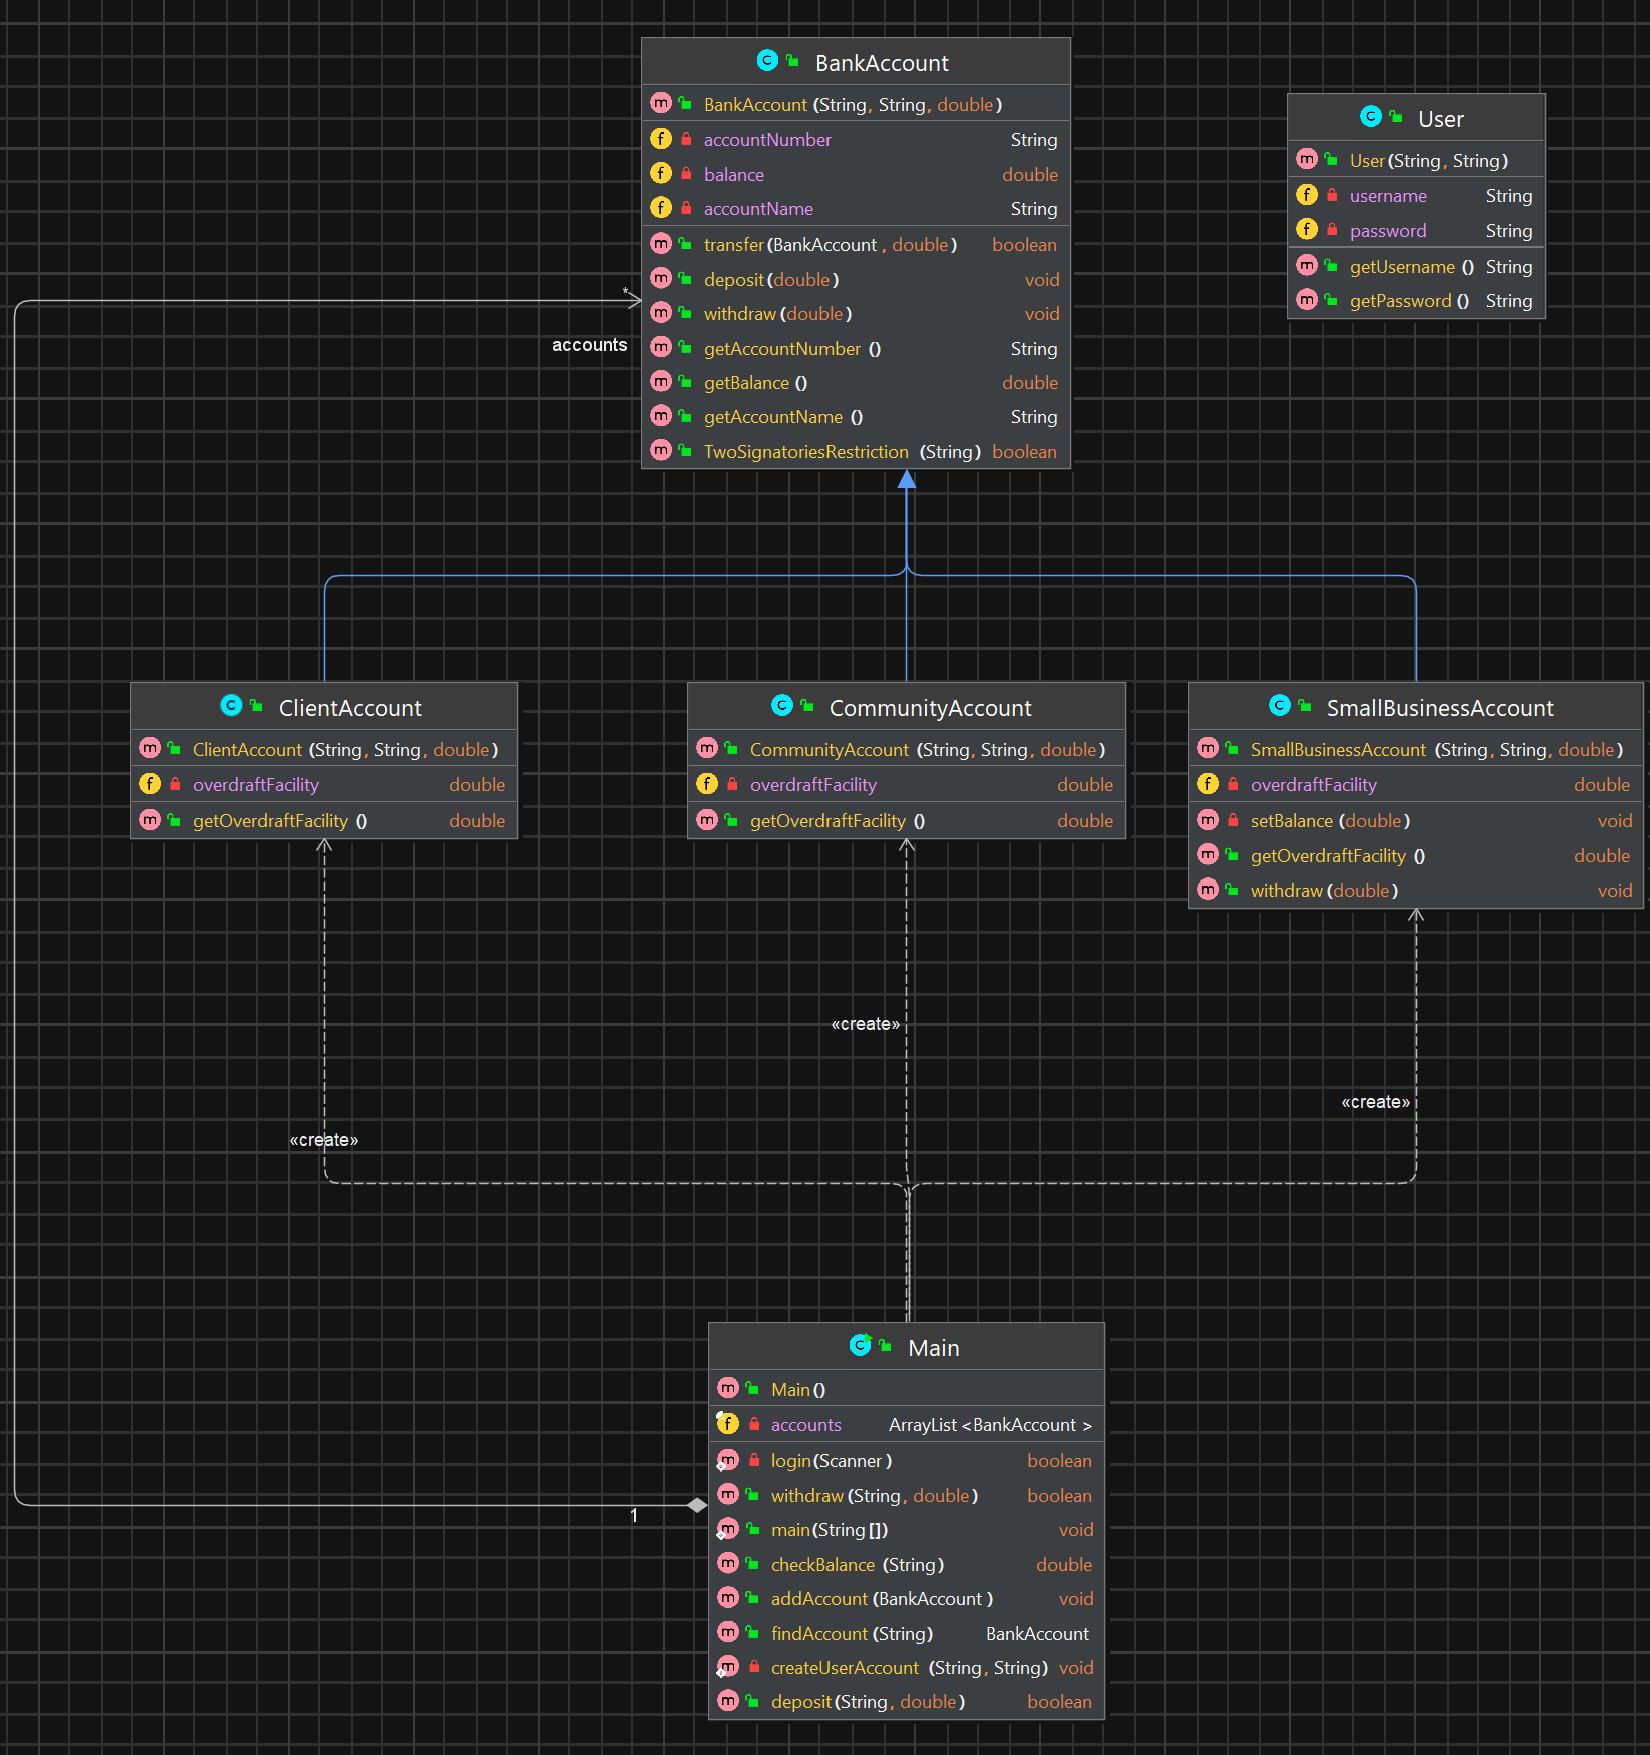 BankAccount
BankAccount (String, String, double)
accountNumber String
balance double
accountName String
transfer(BankAccount, double) boolean
deposit(double) void
withdraw(double) void
getAccountNumber () String
getBalance () double
getAccountName () String
TwoSignatoriesRestriction (String) boolean
User
User(String, String)
username String
password String
getUsername () String
getPassword () String
*
accounts
ClientAccount
ClientAccount (String, String, double)
overdraftFacility double
getOverdraftFacility () double
CommunityAccount
CommunityAccount (String, String, double)
overdraftFacility double
getOverdraftFacility () double
SmallBusinessAccount
SmallBusinessAccount (String, String, double)
overdraftFacility double
setBalance (double) void
getOverdraftFacility () double
withdraw(double) void
«create»
«create»
«create»
Main
Main()
accounts ArrayList<BankAccount>
login(Scanner) boolean
withdraw(String, double) boolean
main(String[]) void
checkBalance (String) double
addAccount(BankAccount) void
findAccount(String) BankAccount
createUserAccount (String, String) void
deposit(String, double) boolean
1